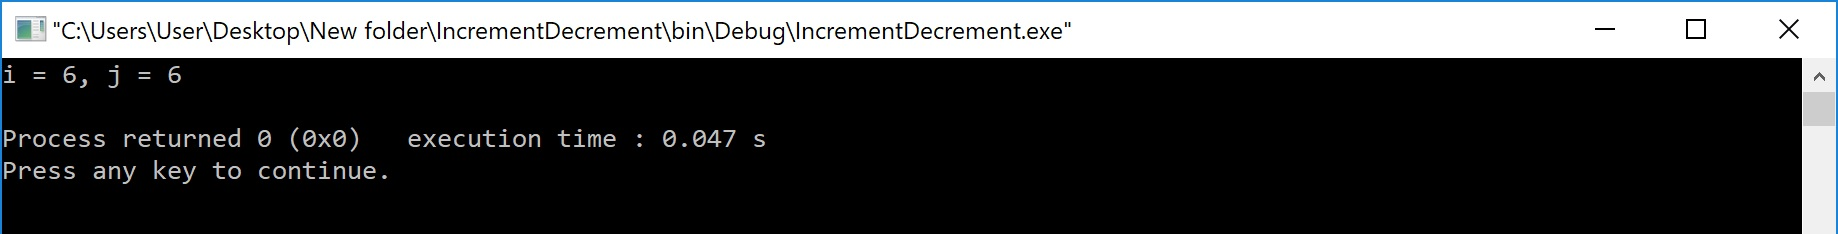 "C:\Users\User\Desktop\New folder\IncrementDecrement\bin\Debug\IncrementDecrement.exe"
i = 6, j = 6
Process returned 0 (0x0)   execution time : 0.047 s
Press any key to continue.